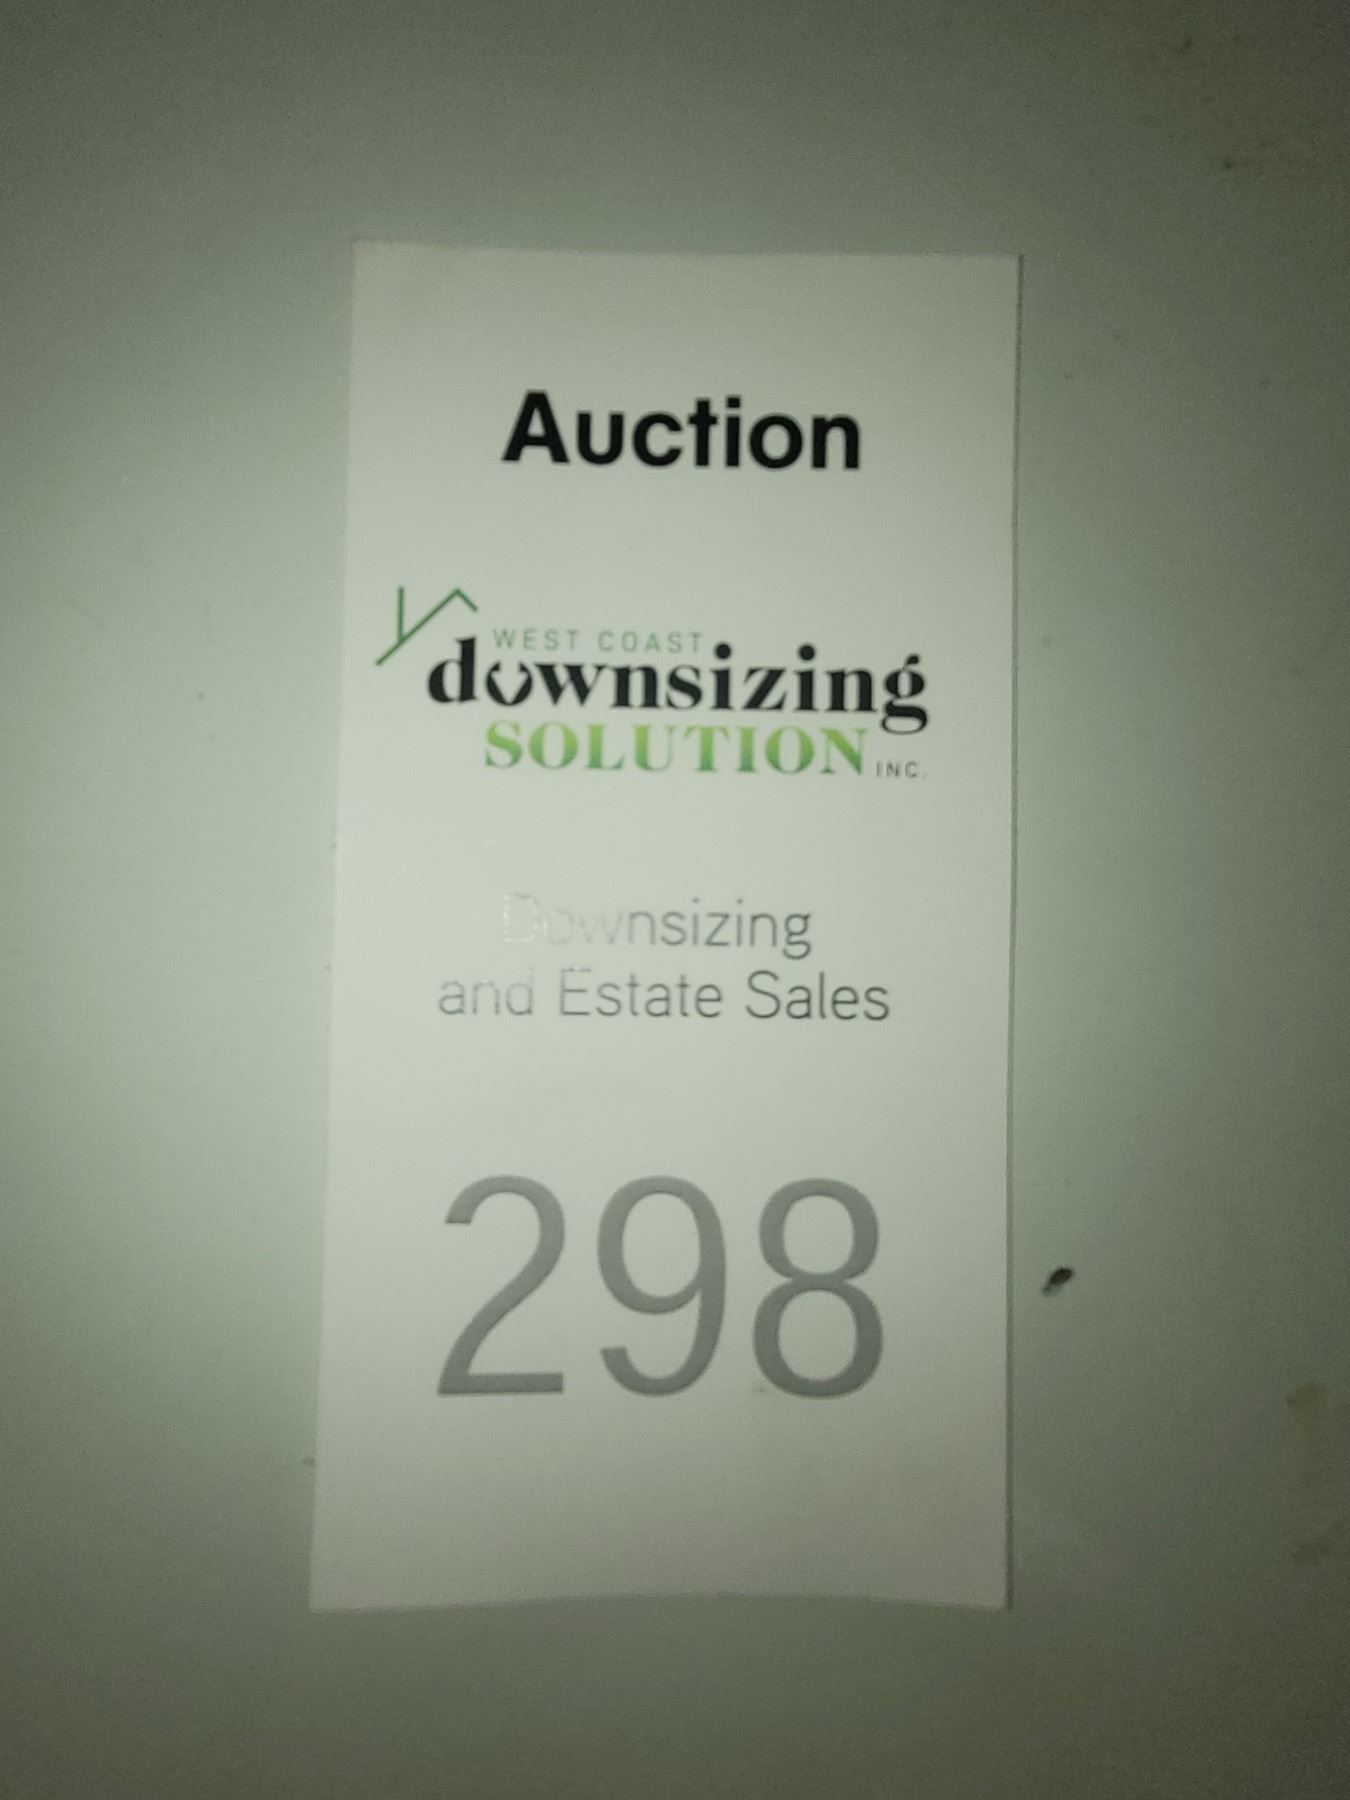 Auction
WEST COAST
downsizing
SOLUTION INC.
Downsizing
and Estate Sales
298